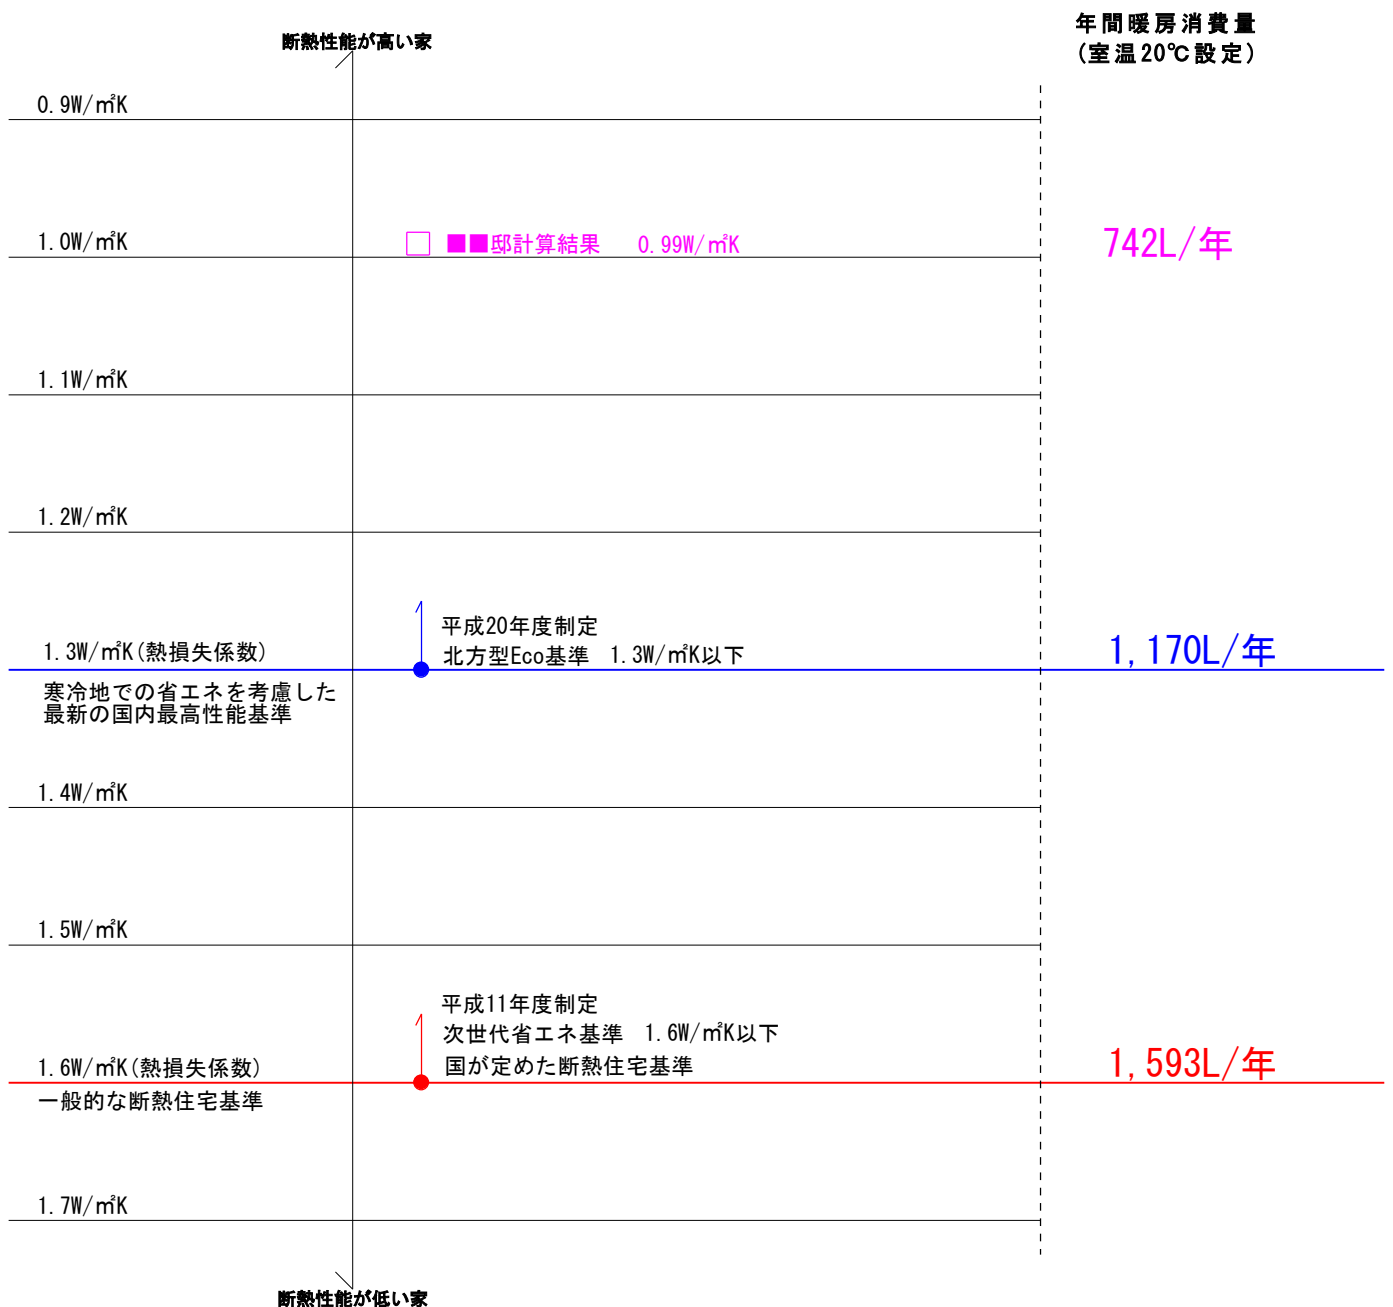 断熱性能が高い家
年間暖房消費量
(室温20℃設定)
0.9W/㎡K
1.0W/㎡K
■■邸計算結果 0.99W/㎡K
742L/年
1.1W/㎡K
1.2W/㎡K
平成20年度制定
北方型Eco基準 1.3W/㎡K以下
1.3W/㎡K(熱損失係数)
1,170L/年
寒冷地での省エネを考慮した
最新の国内最高性能基準
1.4W/㎡K
1.5W/㎡K
平成11年度制定
次世代省エネ基準 1.6W/㎡K以下
国が定めた断熱住宅基準
1.6W/㎡K(熱損失係数)
1,593L/年
一般的な断熱住宅基準
1.7W/㎡K
断熱性能が低い家